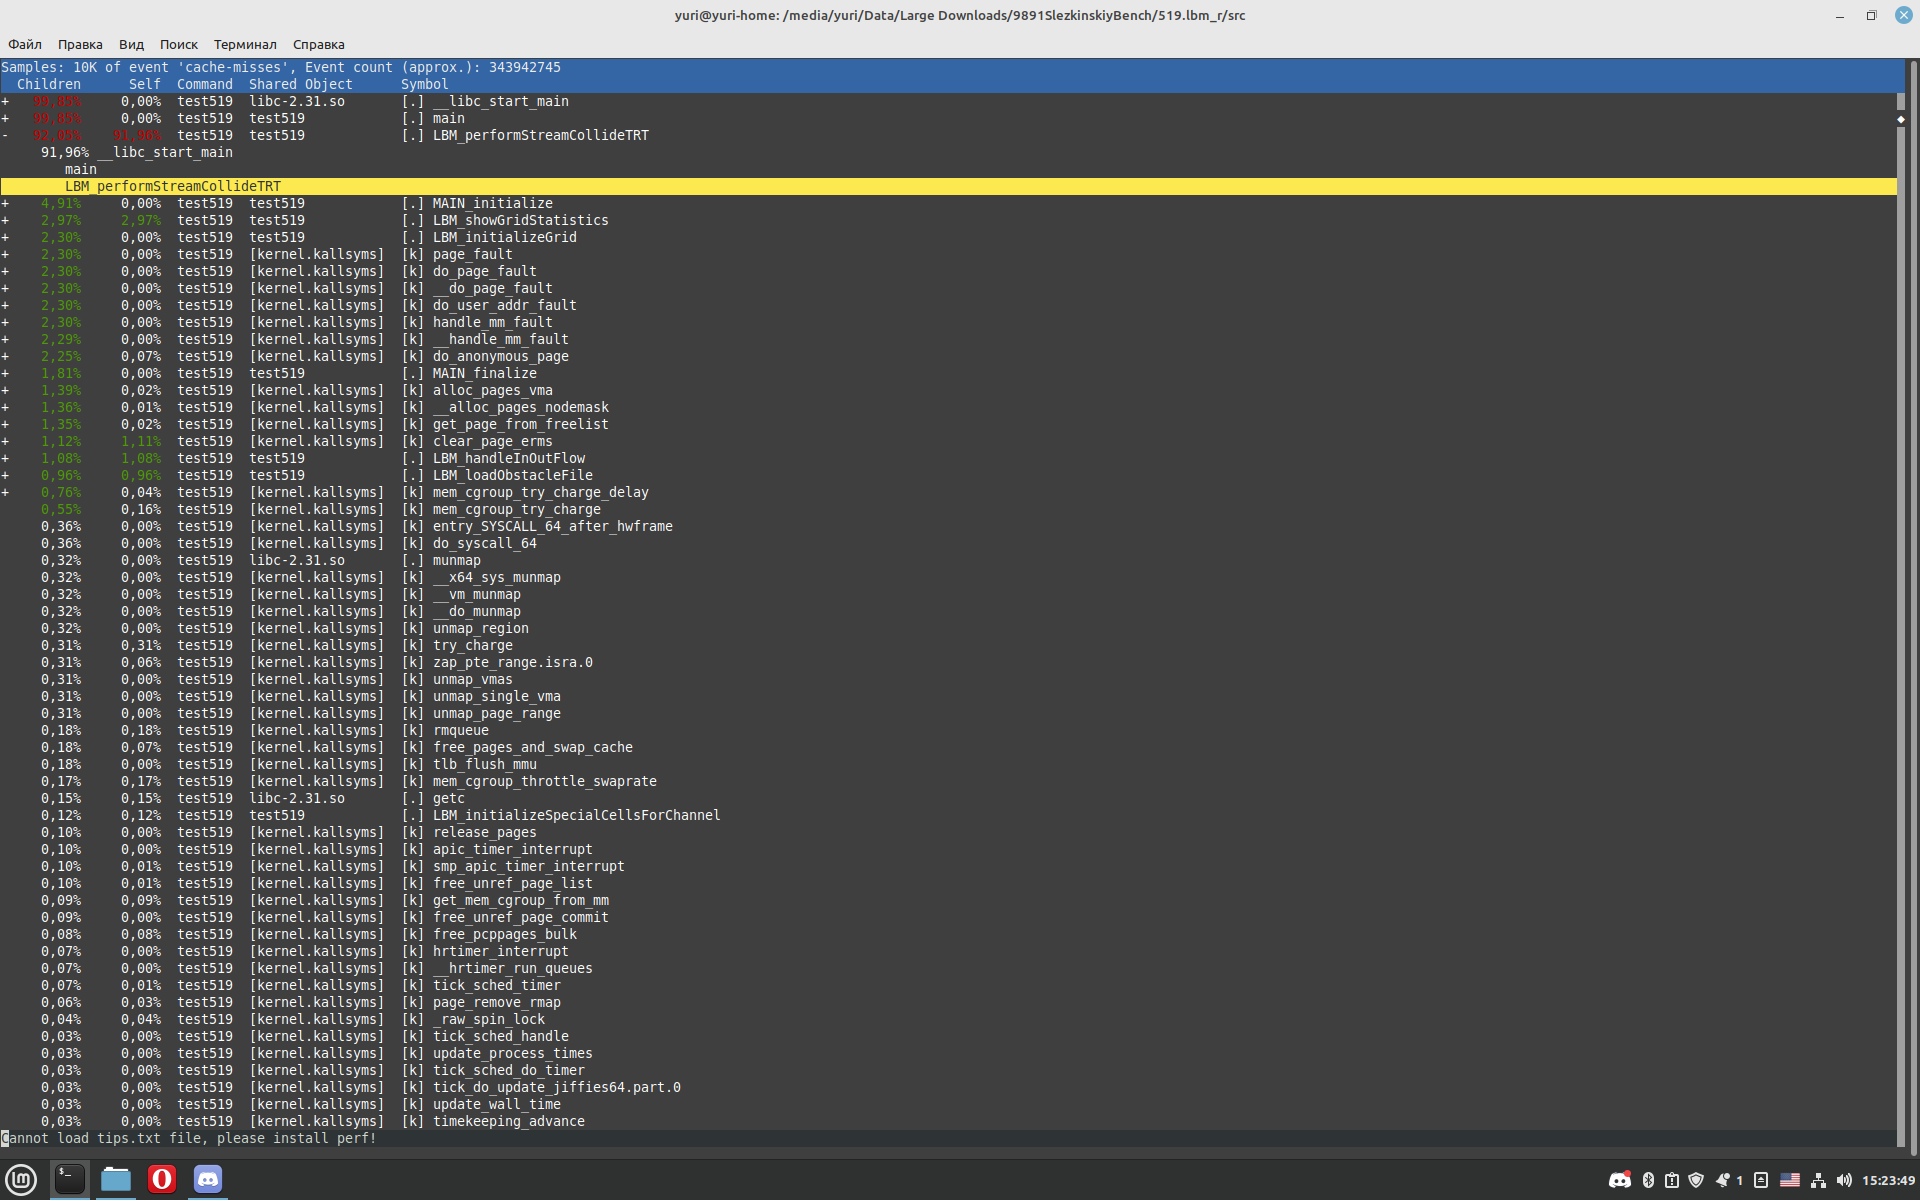 yuri@yuri-home: /media/yuri/Data/Large Downloads/9891SlezkinskiyBench/519.lbm_r/src
Файл Правка Вид Поиск Терминал Справка
Samples: 10K of event 'cache-misses', Event count (approx.): 343942745
Children Self Command Shared Object Symbol
+ 99,85% 0,00% test519 libc-2.31.so [.] __libc_start_main
+ 99,85% 0,00% test519 test519 [.] main
- 92,05% 91,96% test519 test519 [.] LBM_performStreamCollideTRT
91,96% __libc_start_main
main
LBM_performStreamCollideTRT
+ 4,91% 0,00% test519 test519 [.] MAIN_initialize
+ 2,97% 2,97% test519 test519 [.] LBM_showGridStatistics
+ 2,30% 0,00% test519 test519 [.] LBM_initializeGrid
+ 2,30% 0,00% test519 [kernel.kallsyms] [k] page_fault
+ 2,30% 0,00% test519 [kernel.kallsyms] [k] do_page_fault
+ 2,30% 0,00% test519 [kernel.kallsyms] [k] __do_page_fault
+ 2,30% 0,00% test519 [kernel.kallsyms] [k] do_user_addr_fault
+ 2,30% 0,00% test519 [kernel.kallsyms] [k] handle_mm_fault
+ 2,29% 0,00% test519 [kernel.kallsyms] [k] __handle_mm_fault
+ 2,25% 0,07% test519 [kernel.kallsyms] [k] do_anonymous_page
+ 1,81% 0,00% test519 test519 [.] MAIN_finalize
+ 1,39% 0,02% test519 [kernel.kallsyms] [k] alloc_pages_vma
+ 1,36% 0,01% test519 [kernel.kallsyms] [k] __alloc_pages_nodemask
+ 1,35% 0,02% test519 [kernel.kallsyms] [k] get_page_from_freelist
+ 1,12% 1,11% test519 [kernel.kallsyms] [k] clear_page_erms
+ 1,08% 1,08% test519 test519 [.] LBM_handleInOutFlow
+ 0,96% 0,96% test519 test519 [.] LBM_loadObstacleFile
+ 0,76% 0,04% test519 [kernel.kallsyms] [k] mem_cgroup_try_charge_delay
0,55% 0,16% test519 [kernel.kallsyms] [k] mem_cgroup_try_charge
0,36% 0,00% test519 [kernel.kallsyms] [k] entry_SYSCALL_64_after_hwframe
0,36% 0,00% test519 [kernel.kallsyms] [k] do_syscall_64
0,32% 0,00% test519 libc-2.31.so [.] munmap
0,32% 0,00% test519 [kernel.kallsyms] [k] __x64_sys_munmap
0,32% 0,00% test519 [kernel.kallsyms] [k] __vm_munmap
0,32% 0,00% test519 [kernel.kallsyms] [k] __do_munmap
0,32% 0,00% test519 [kernel.kallsyms] [k] unmap_region
0,31% 0,31% test519 [kernel.kallsyms] [k] try_charge
0,31% 0,06% test519 [kernel.kallsyms] [k] zap_pte_range.isra.0
0,31% 0,00% test519 [kernel.kallsyms] [k] unmap_vmas
0,31% 0,00% test519 [kernel.kallsyms] [k] unmap_single_vma
0,31% 0,00% test519 [kernel.kallsyms] [k] unmap_page_range
0,18% 0,18% test519 [kernel.kallsyms] [k] rmqueue
0,18% 0,07% test519 [kernel.kallsyms] [k] free_pages_and_swap_cache
0,18% 0,00% test519 [kernel.kallsyms] [k] tlb_flush_mmu
0,17% 0,17% test519 [kernel.kallsyms] [k] mem_cgroup_throttle_swaprate
0,15% 0,15% test519 libc-2.31.so [.] getc
0,12% 0,12% test519 test519 [.] LBM_initializeSpecialCellsForChannel
0,10% 0,00% test519 [kernel.kallsyms] [k] release_pages
0,10% 0,00% test519 [kernel.kallsyms] [k] apic_timer_interrupt
0,10% 0,01% test519 [kernel.kallsyms] [k] smp_apic_timer_interrupt
0,10% 0,01% test519 [kernel.kallsyms] [k] free_unref_page_list
0,09% 0,09% test519 [kernel.kallsyms] [k] get_mem_cgroup_from_mm
0,09% 0,00% test519 [kernel.kallsyms] [k] free_unref_page_commit
0,08% 0,08% test519 [kernel.kallsyms] [k] free_pcppages_bulk
0,07% 0,00% test519 [kernel.kallsyms] [k] hrtimer_interrupt
0,07% 0,00% test519 [kernel.kallsyms] [k] __hrtimer_run_queues
0,07% 0,01% test519 [kernel.kallsyms] [k] tick_sched_timer
0,06% 0,03% test519 [kernel.kallsyms] [k] page_remove_rmap
0,04% 0,04% test519 [kernel.kallsyms] [k] _raw_spin_lock
0,03% 0,00% test519 [kernel.kallsyms] [k] tick_sched_handle
0,03% 0,00% test519 [kernel.kallsyms] [k] update_process_times
0,03% 0,00% test519 [kernel.kallsyms] [k] tick_sched_do_timer
0,03% 0,00% test519 [kernel.kallsyms] [k] tick_do_update_jiffies64.part.0
0,03% 0,00% test519 [kernel.kallsyms] [k] update_wall_time
0,03% 0,00% test519 [kernel.kallsyms] [k] timekeeping_advance
Cannot load tips.txt file, please install perf!
1 15:23:49